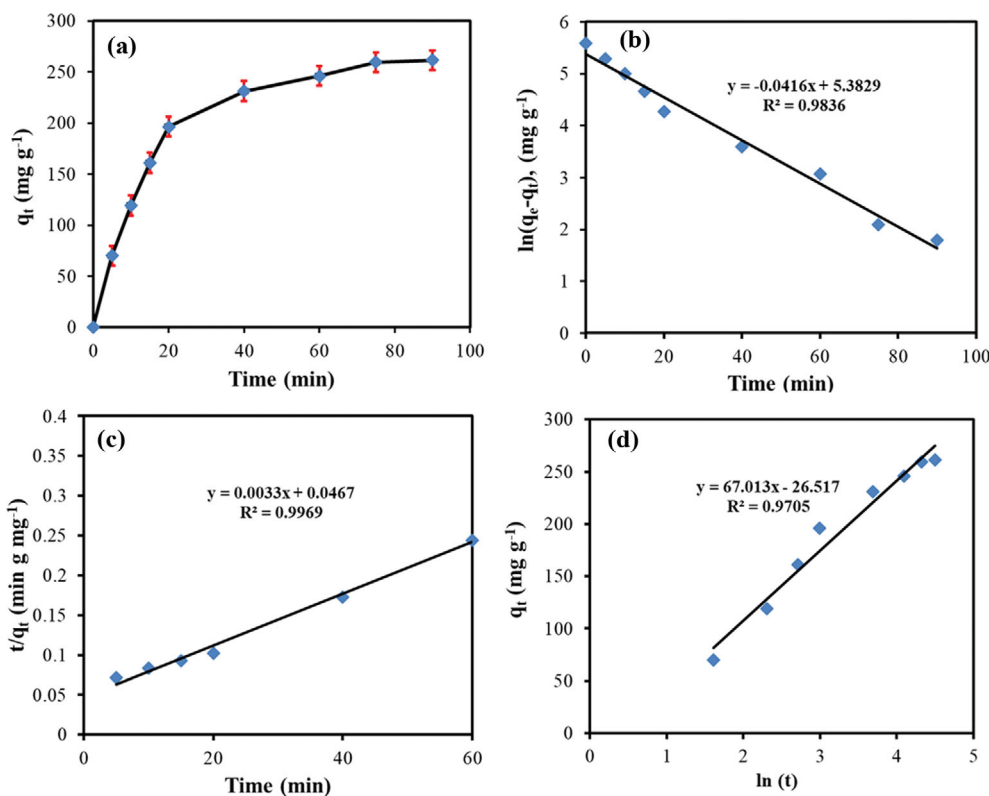 (a)
300
250
200
150
100
50
0
qt (mg g-1)
0 20 40 60 80 100
Time (min)
(b)
6
5
4
3
2
1
0
ln(qe-qt), (mg g-1)
y = -0.0416x + 5.3829
R² = 0.9836
0 20 40 60 80 100
Time (min)
(c)
0.4
0.35
0.3
0.25
0.2
0.15
0.1
0.05
0
t/qt (min g mg-1)
y = 0.0033x + 0.0467
R² = 0.9969
0 20 40 60
Time (min)
(d)
300
250
200
150
100
50
0
qt (mg g-1)
y = 67.013x - 26.517
R² = 0.9705
0 1 2 3 4 5
ln (t)